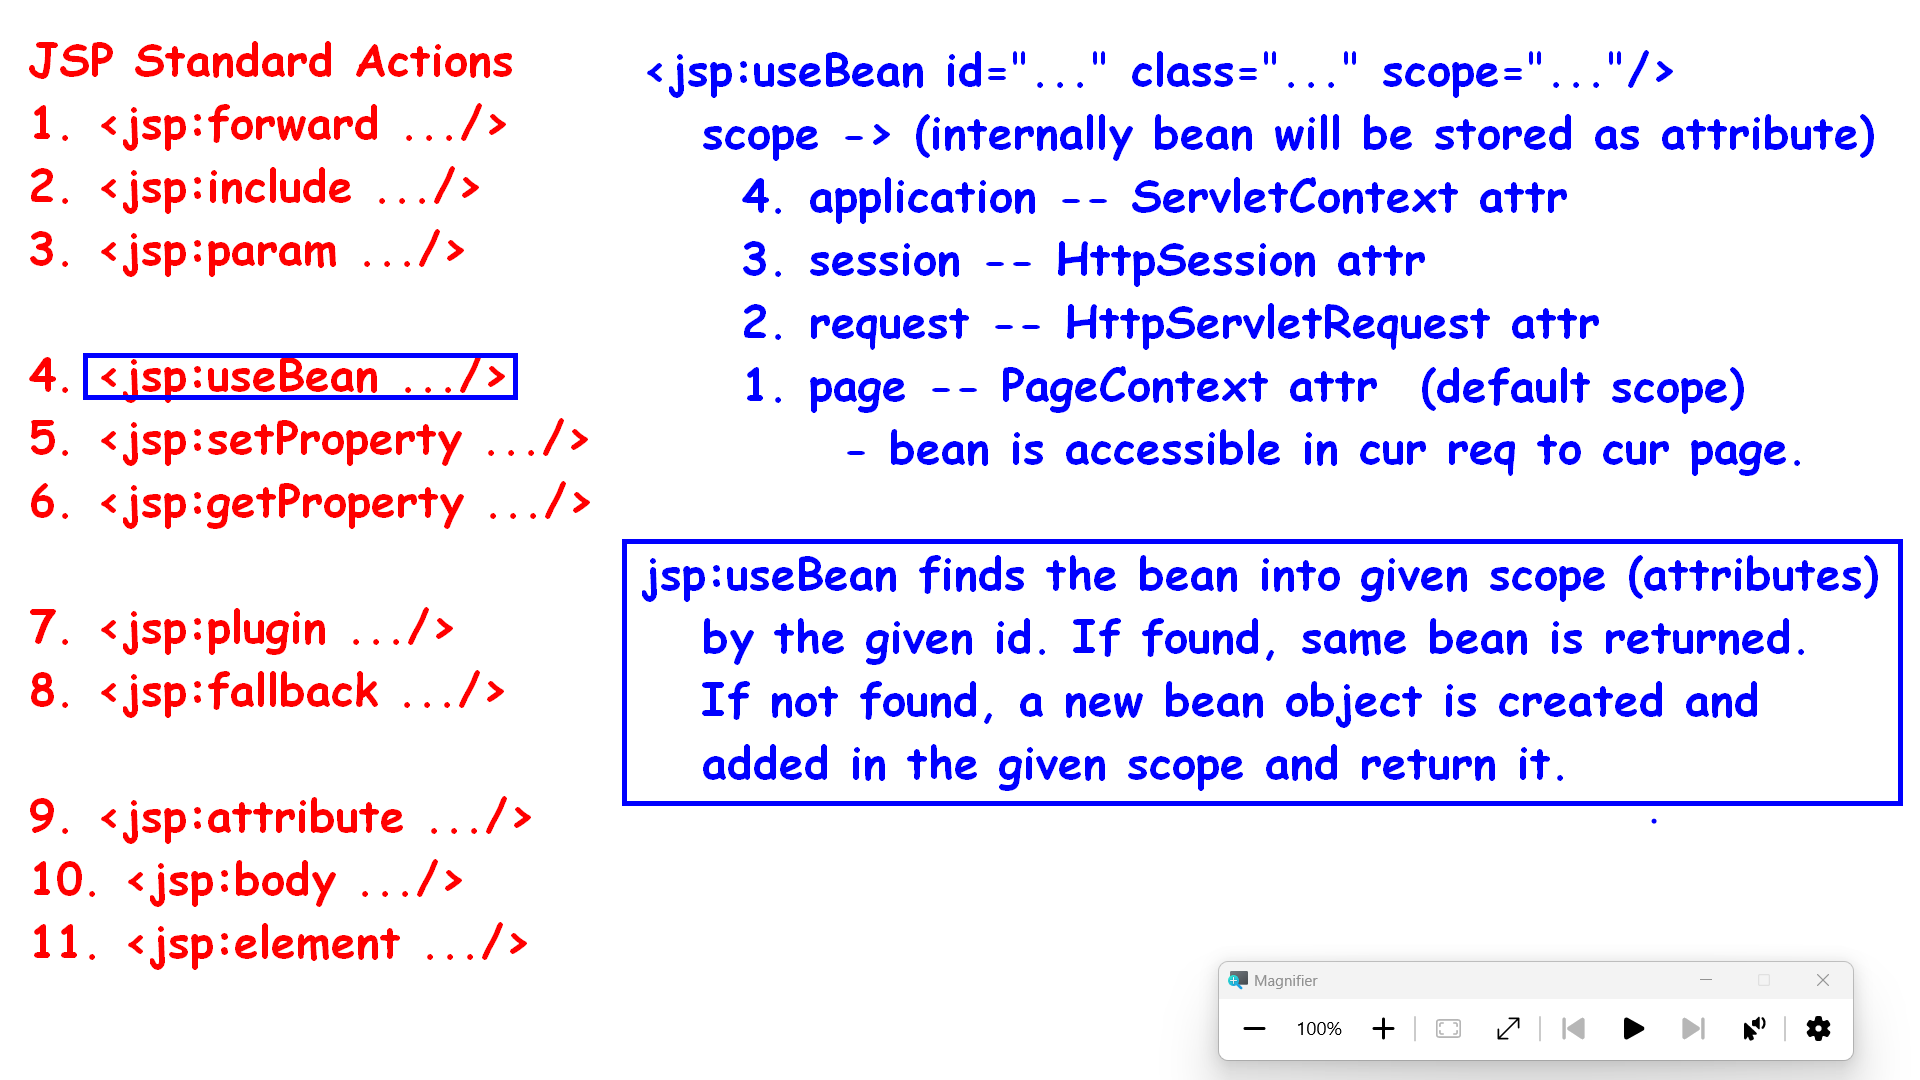 JSP Standard Actions
1. <jsp:forward .../>
2. <jsp:include .../>
3. <jsp:param .../>
4. <jsp:useBean .../>
5. <jsp:setProperty .../>
6. <jsp:getProperty .../>
7. <jsp:plugin .../>
8. <jsp:fallback .../>
9. <jsp:attribute .../>
10. <jsp:body .../>
11. <jsp:element .../>
<jsp:useBean id="..." class="..." scope="..."/>
scope -> (internally bean will be stored as attribute)
4. application -- ServletContext attr
3. session -- HttpSession attr
2. request -- HttpServletRequest attr
1. page -- PageContext attr (default scope)
- bean is accessible in cur req to cur page.
jsp:useBean finds the bean into given scope (attributes)
by the given id. If found, same bean is returned.
If not found, a new bean object is created and
added in the given scope and return it.
Magnifier
100%